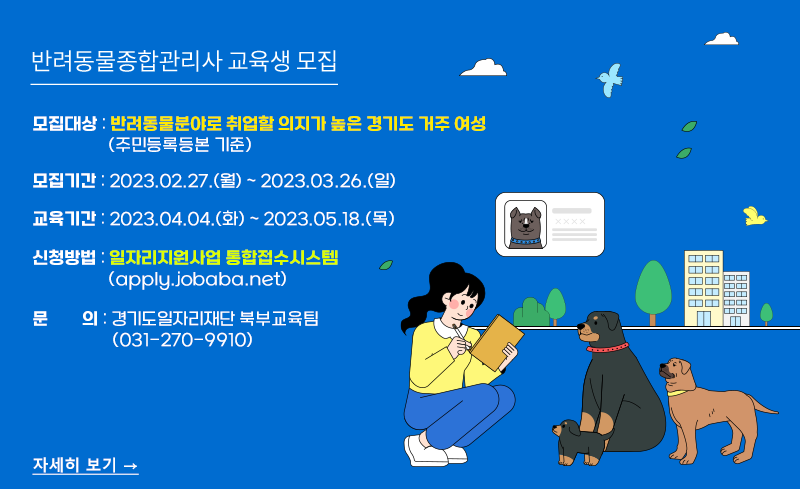 반려동물종합관리사 교육생 모집
모집대상 : 반려동물분야로 취업할 의지가 높은 경기도 거주 여성
(주민등록등본 기준)
모집기간 : 2023.02.27.(월) ~ 2023.03.26.(일)
교육기간 : 2023.04.04.(화) ~ 2023.05.18.(목)
신청방법 : 일자리지원사업 통합접수시스템
(apply.jobaba.net)
문 의 : 경기도일자리재단 북부교육팀
(031-270-9910)
××××
자세히 보기 →